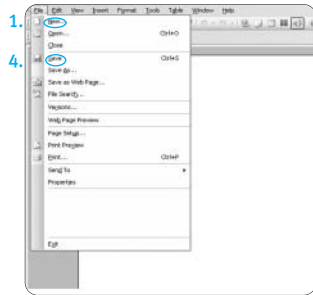 File Edit View Insert Format Tools Table Window Help
1. New...
Open... Ctrl+O
Close
4. Save Ctrl+S
Save As...
Save as Web Page...
File Search...
Versions...
Web Page Preview
Page Setup...
Print Preview
Print... Ctrl+P
Send To
Properties
Exit